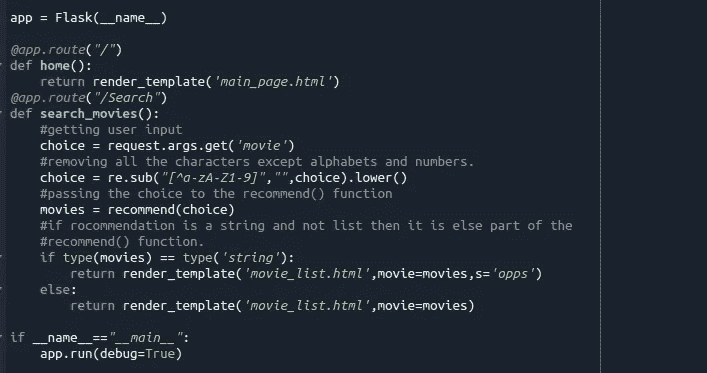 app = Flask(__name__)
@app.route("/")
def home():
return render_template('main_page.html')
@app.route("/Search")
def search_movies():
#getting user input
choice = request.args.get('movie')
#removing all the characters except alphabets and numbers.
choice = re.sub("[^a-zA-Z1-9]","",choice).lower()
#passing the choice to the recommend() function
movies = recommend(choice)
#if rocommendation is a string and not list then it is else part of the
#recommend() function.
if type(movies) == type('string'):
return render_template('movie_list.html',movie=movies,s='opps')
else:
return render_template('movie_list.html',movie=movies)
if __name__=="__main__":
app.run(debug=True)